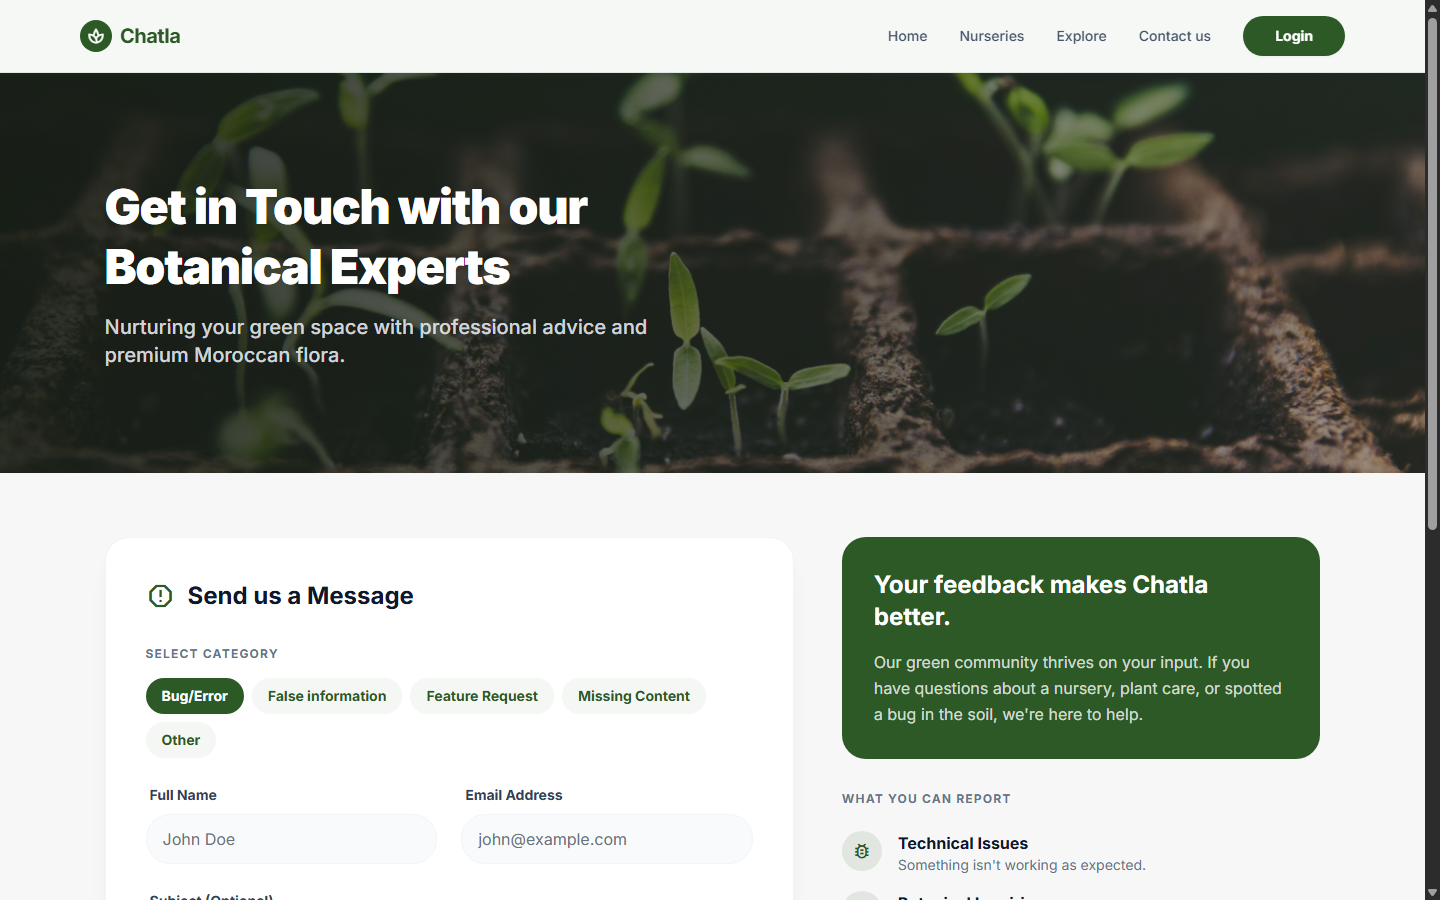 Chatla
Home
Nurseries
Explore
Contact us
Login
Get in Touch with our
Botanical Experts
Nurturing your green space with professional advice and
premium Moroccan flora.
Send us a Message
SELECT CATEGORY
Bug/Error
False information
Feature Request
Missing Content
Other
Full Name
Email Address
John Doe
john@example.com
Subject (Optional)
Your feedback makes Chatla
better.
Our green community thrives on your input. If you
have questions about a nursery, plant care, or spotted
a bug in the soil, we're here to help.
WHAT YOU CAN REPORT
Technical Issues
Something isn't working as expected.